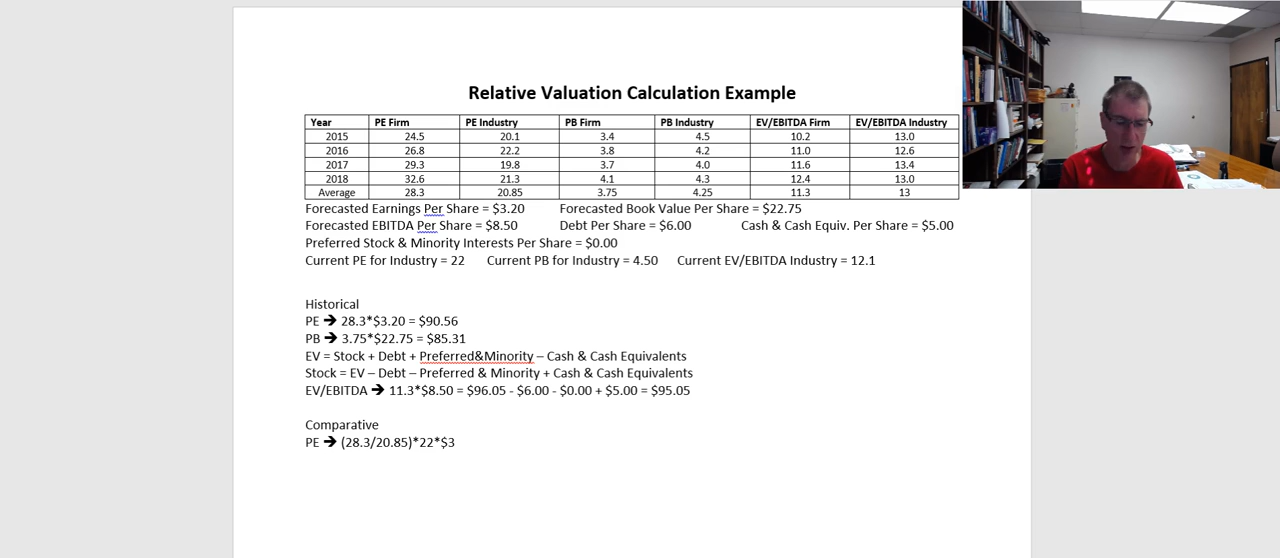 Relative Valuation Calculation Example
Year PE Firm PE Industry PB Firm PB Industry EV/EBITDA Firm EV/EBITDA Industry
2015 24.5 20.1 3.4 4.5 10.2 13.0
2016 26.8 22.2 3.8 4.2 11.0 12.6
2017 29.3 19.8 3.7 4.0 11.6 13.4
2018 32.6 21.3 4.1 4.3 12.4 13.0
Average 28.3 20.85 3.75 4.25 11.3 13
Forecasted Earnings Per Share = $3.20 Forecasted Book Value Per Share = $22.75
Forecasted EBITDA Per Share = $8.50 Debt Per Share = $6.00 Cash & Cash Equiv. Per Share = $5.00
Preferred Stock & Minority Interests Per Share = $0.00
Current PE for Industry = 22 Current PB for Industry = 4.50 Current EV/EBITDA Industry = 12.1
Historical
PE ➔ 28.3*$3.20 = $90.56
PB ➔ 3.75*$22.75 = $85.31
EV = Stock + Debt + Preferred&Minority – Cash & Cash Equivalents
Stock = EV – Debt – Preferred & Minority + Cash & Cash Equivalents
EV/EBITDA ➔ 11.3*$8.50 = $96.05 - $6.00 - $0.00 + $5.00 = $95.05
Comparative
PE ➔ (28.3/20.85)*22*$3